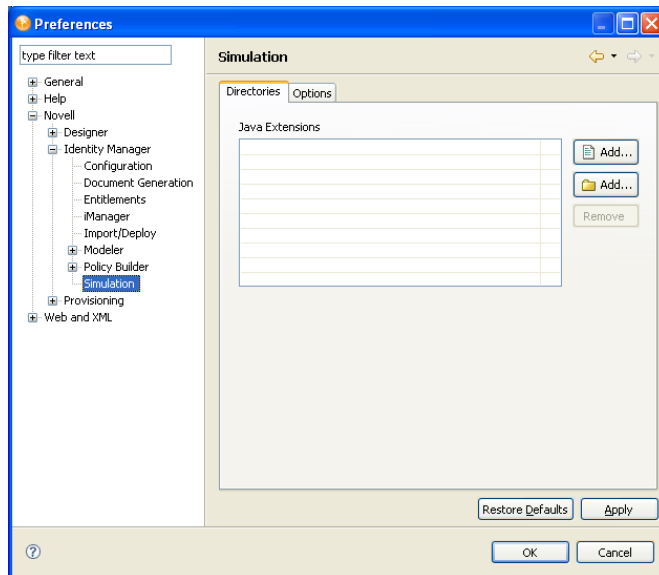 Preferences
type filter text
General
Help
Novell
Designer
Identity Manager
Configuration
Document Generation
Entitlements
iManager
Import/Deploy
Modeler
Policy Builder
Simulation
Provisioning
Web and XML
Simulation
Directories
Options
Java Extensions
Add...
Add...
Remove
Restore Defaults
Apply
?
OK
Cancel